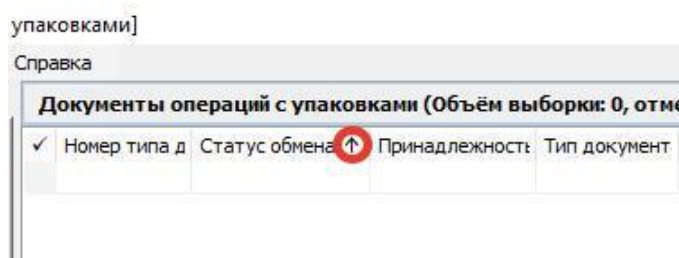 упаковками]
Справка
Документы операций с упаковками (Объём выборки: 0, отме
✓ Номер типа д Статус обмена ↑ Принадлежность Тип документ